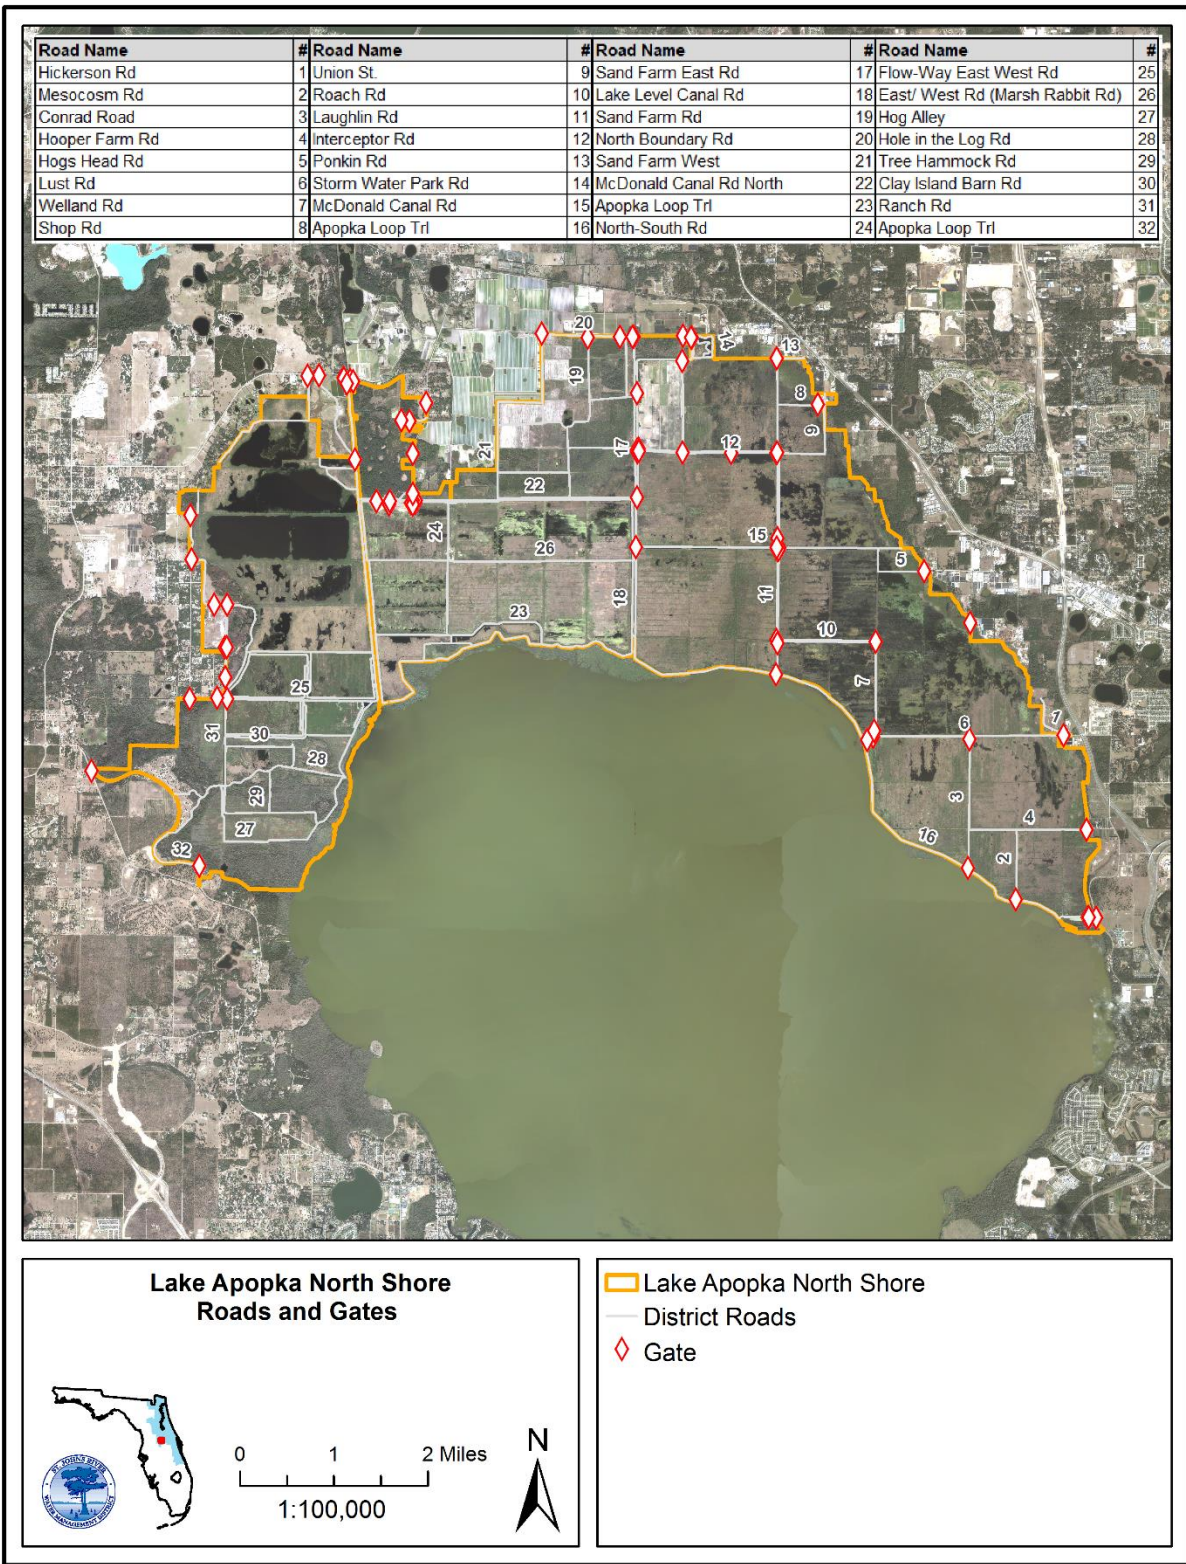 Road Name # Road Name # Road Name # Road Name #
Hickerson Rd 1 Union St. 9 Sand Farm East Rd 17 Flow-Way East West Rd 25
Mesocosm Rd 2 Roach Rd 10 Lake Level Canal Rd 18 East/ West Rd (Marsh Rabbit Rd) 26
Conrad Road 3 Laughlin Rd 11 Sand Farm Rd 19 Hog Alley 27
Hooper Farm Rd 4 Interceptor Rd 12 North Boundary Rd 20 Hole in the Log Rd 28
Hogs Head Rd 5 Ponkin Rd 13 Sand Farm West 21 Tree Hammock Rd 29
Lust Rd 6 Storm Water Park Rd 14 McDonald Canal Rd North 22 Clay Island Barn Rd 30
Welland Rd 7 McDonald Canal Rd 15 Apopka Loop Trl 23 Ranch Rd 31
Shop Rd 8 Apopka Loop Trl 16 North-South Rd 24 Apopka Loop Trl 32
20
14
13
19
8
9
21
17
12
22
24
15
26
5
18
11
23
10
7
25
31
30
6
1
28
29
3
4
27
16
32
2
Lake Apopka North Shore
Roads and Gates
0 1 2 Miles
1:100,000
N
ST. JOHNS RIVER
WATER MANAGEMENT DISTRICT
Lake Apopka North Shore
District Roads
Gate